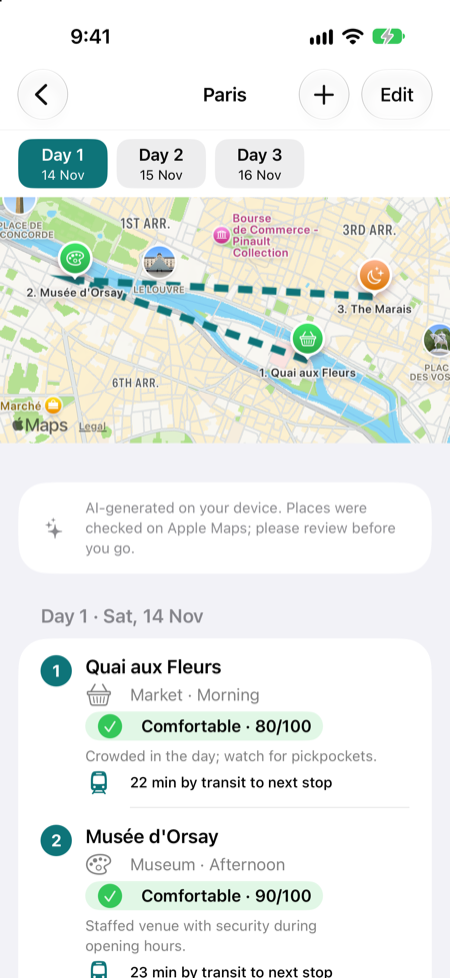 9:41
Paris
Edit
Day 1
14 Nov
Day 2
15 Nov
Day 3
16 Nov
PLACE DE
CONCORDE
1ST ARR.
Bourse
de Commerce -
Pinault
Collection
3RD ARR.
2. Musée d'Orsay
LE LOUVRE
3. The Marais
1. Quai aux Fleurs
PLAC
DES VOS
6TH ARR.
Marché
Maps
Legal
AI-generated on your device. Places were
checked on Apple Maps; please review before
you go.
Day 1 · Sat, 14 Nov
1
Quai aux Fleurs
Market · Morning
Comfortable · 80/100
Crowded in the day; watch for pickpockets.
22 min by transit to next stop
2
Musée d'Orsay
Museum · Afternoon
Comfortable · 90/100
Staffed venue with security during
opening hours.
23 min by transit to next stop